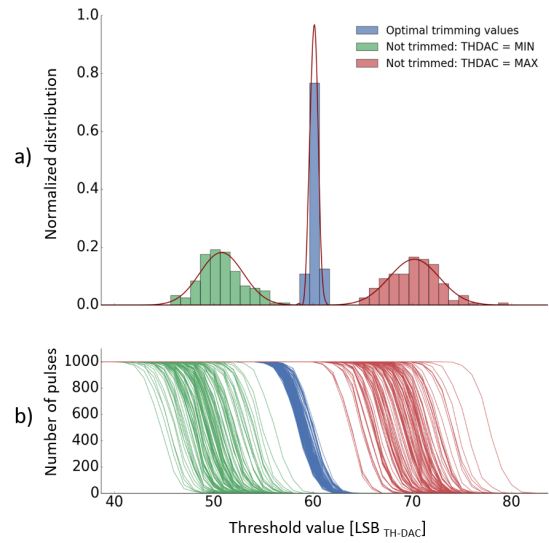 a)
Normalized distribution
1.0
0.8
0.6
0.4
0.2
0.0
Optimal trimming values
Not trimmed: THDAC = MIN
Not trimmed: THDAC = MAX
b)
Number of pulses
1000
800
600
400
200
0
40 50 60 70 80
Threshold value [LSB TH-DAC]